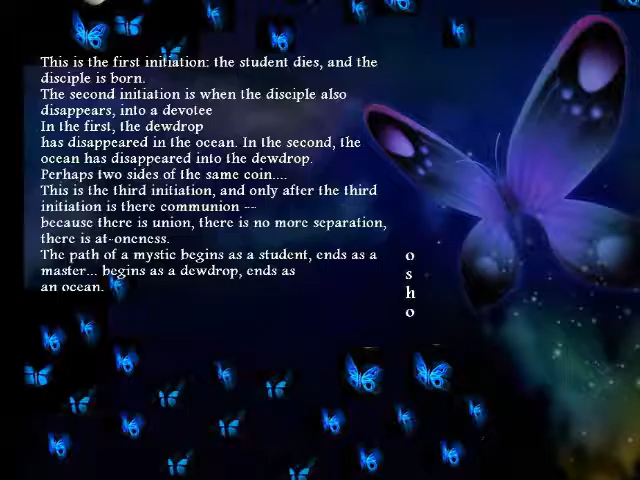 This is the first initiation: the student dies, and the
disciple is born.
The second initiation is when the disciple also
disappears, into a devotee
In the first, the dewdrop
has disappeared in the ocean. In the second, the
ocean has disappeared into the dewdrop.
Perhaps two sides of the same coin....
This is the third initiation, and only after the third
initiation is there communion --
because there is union, there is no more separation,
there is at-oneness.
The path of a mystic begins as a student, ends as a
master... begins as a dewdrop, ends as
an ocean.
o
s
h
o